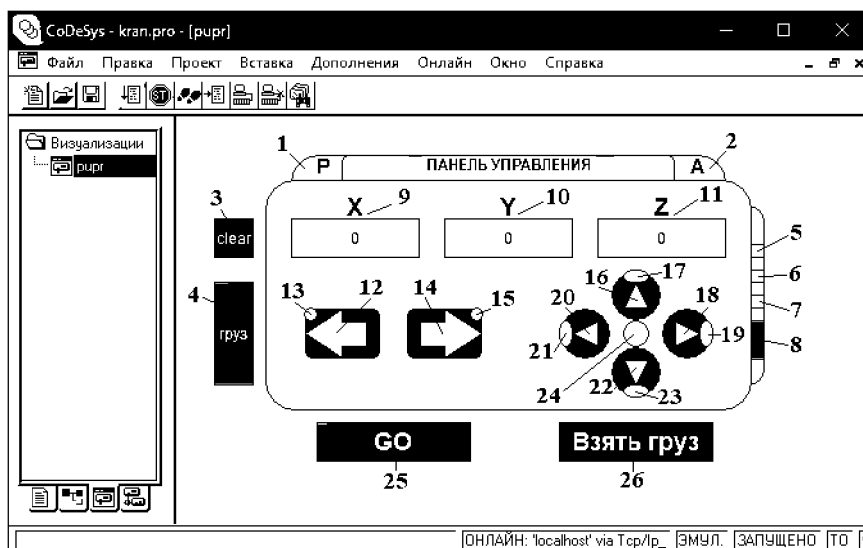 CoDeSys - kran.pro - [pupr]
Файл Правка Проект Вставка Дополнения Онлайн Окно Справка
Визуализации
pupr
1
2
P
ПАНЕЛЬ УПРАВЛЕНИЯ
A
3
X
9
Y
10
Z
11
clear
0
0
0
5
6
7
8
4
груз
13
12
14
15
16
17
20
18
21
19
24
22
23
GO
Взять груз
25
26
ОНЛАЙН: 'localhost' via Tcp/Ip_ ЭМУЛ. ЗАПУЩЕНО ТО